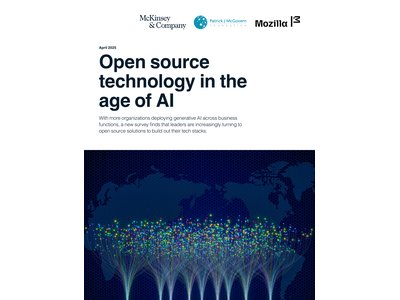 McKinsey
& Company
Patrick J. McGovern
FOUNDATION
Mozilla
April 2025
Open source
technology in the
age of AI
With more organizations deploying generative AI across business
functions, a new survey finds that leaders are increasingly turning to
open source solutions to build out their tech stacks.